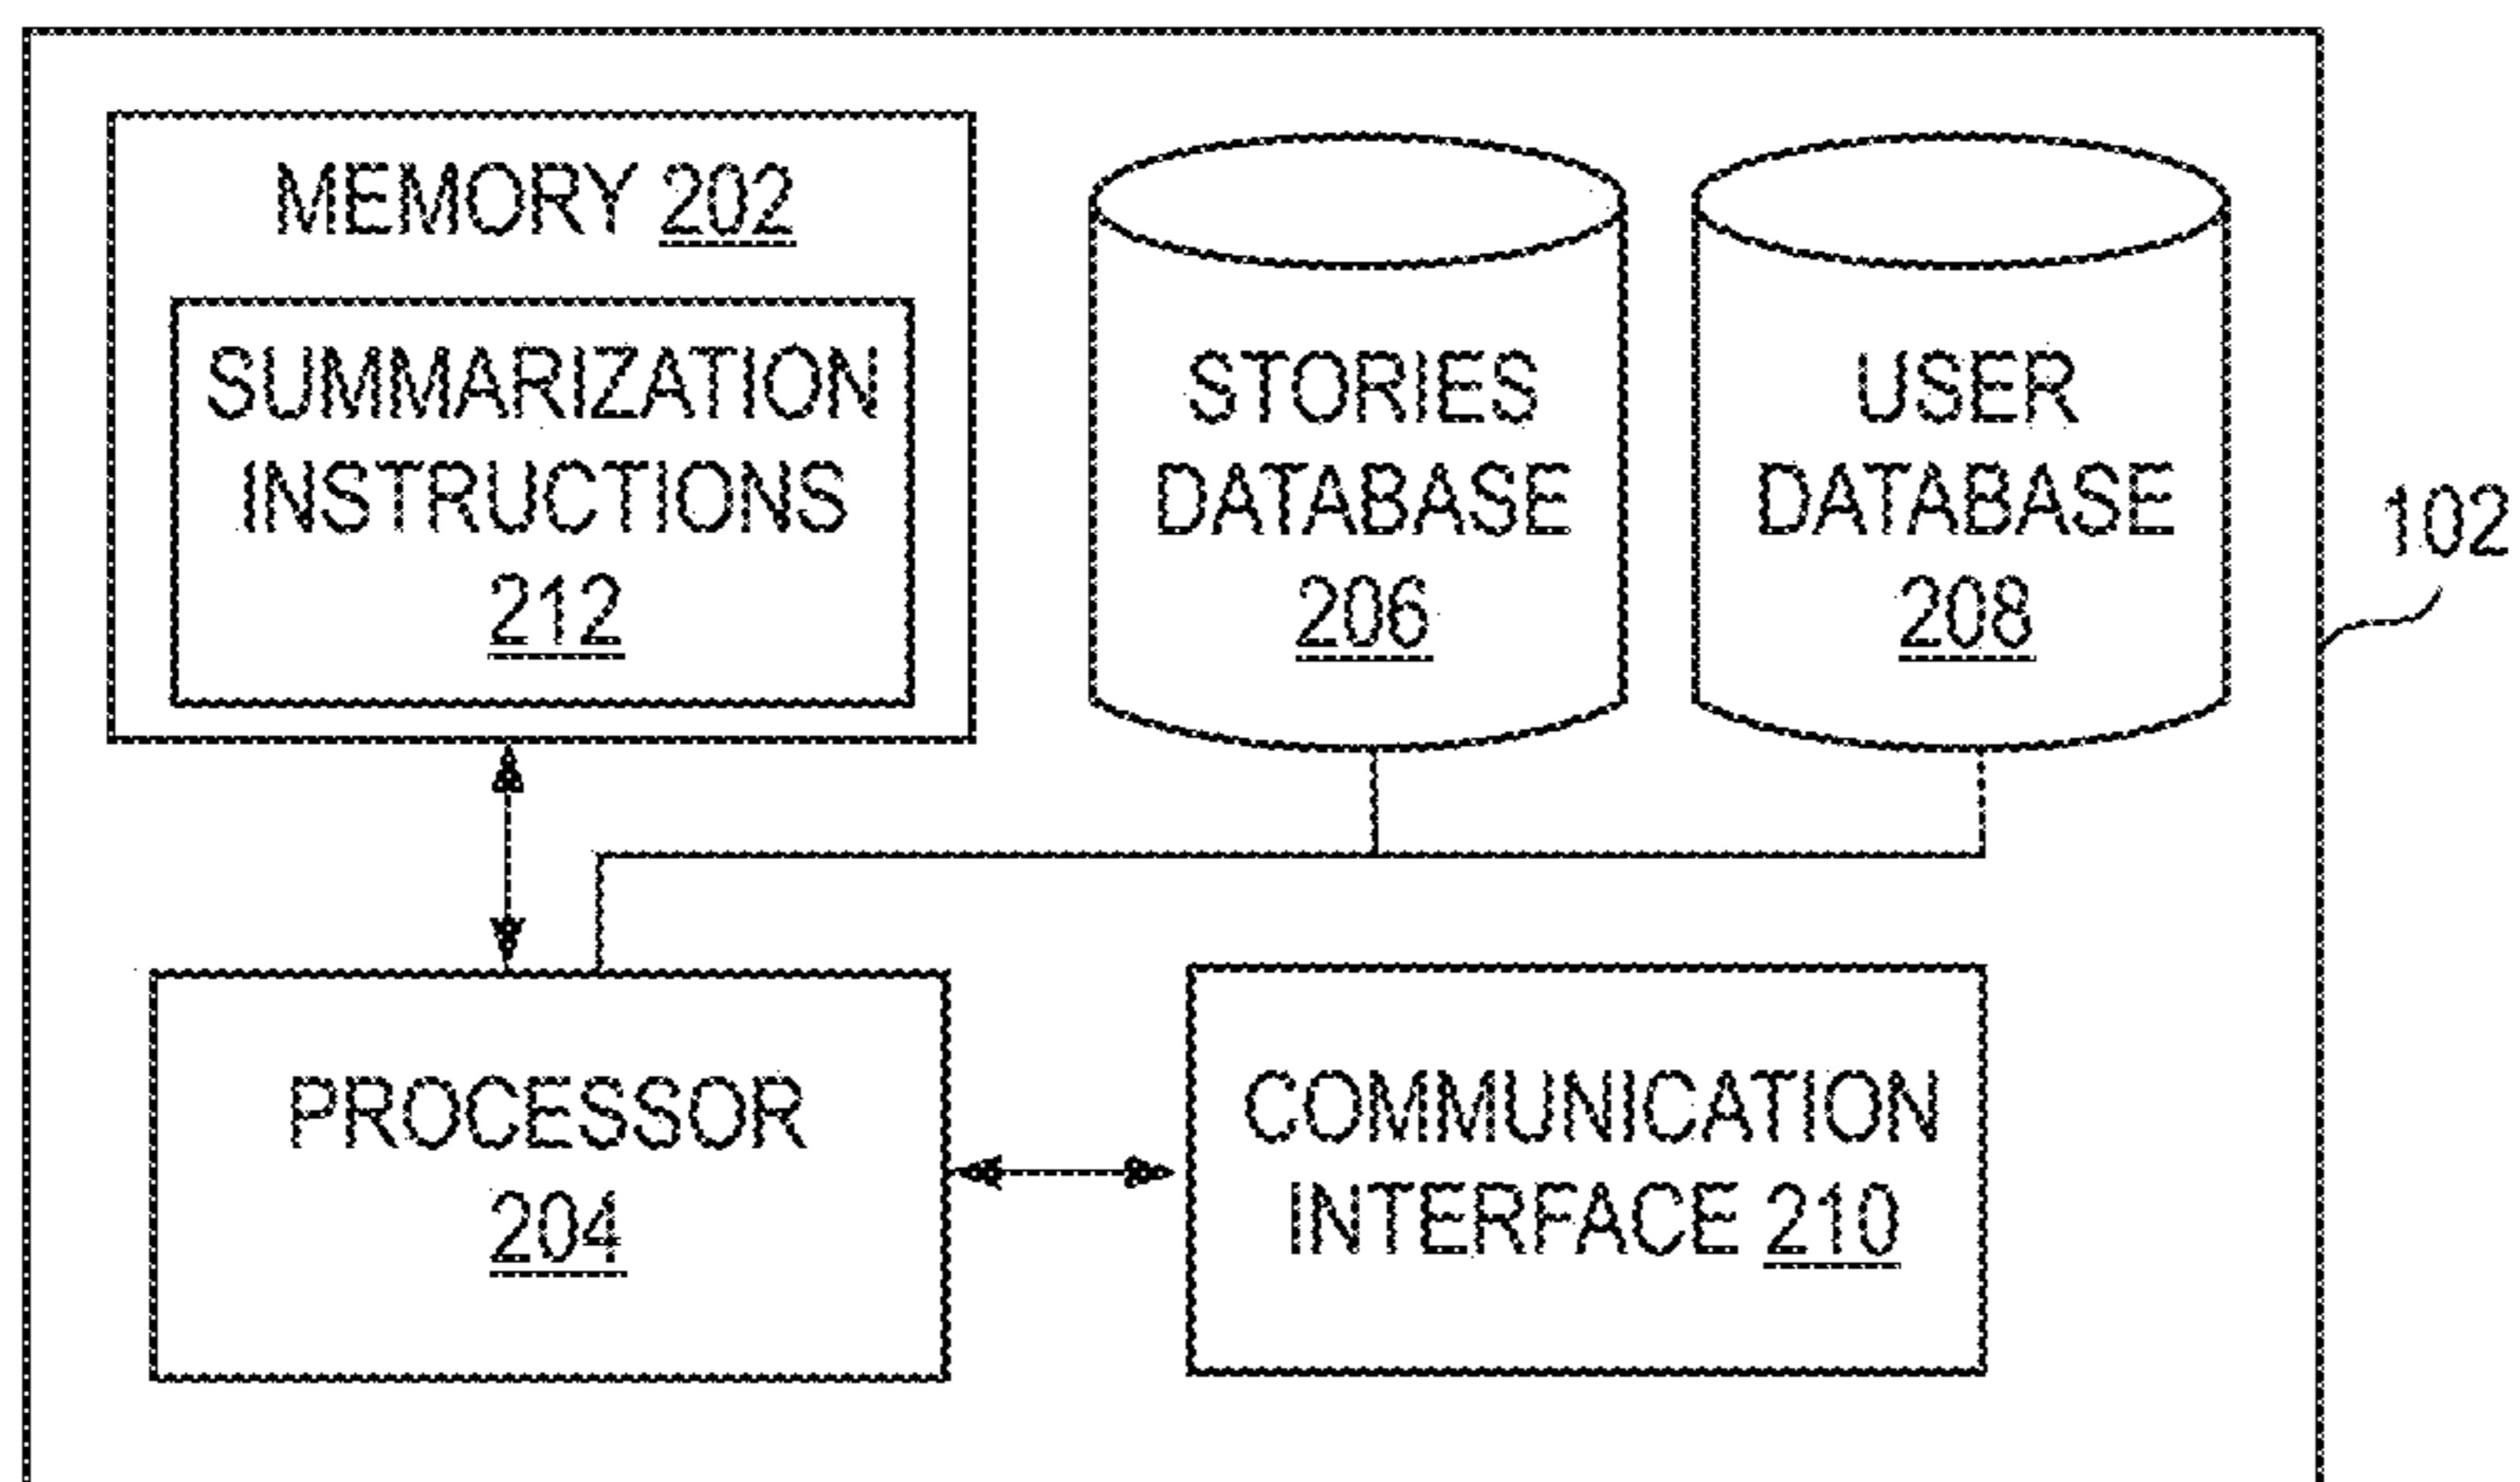 MEMORY 202
SUMMARIZATION
INSTRUCTIONS
212
STORIES
DATABASE
206
USER
DATABASE
208
102
PROCESSOR
204
COMMUNICATION
INTERFACE 210